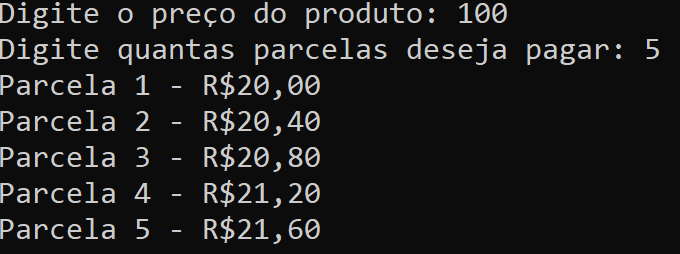 Digite o preço do produto: 100
Digite quantas parcelas deseja pagar: 5
Parcela 1 - R$20,00
Parcela 2 - R$20,40
Parcela 3 - R$20,80
Parcela 4 - R$21,20
Parcela 5 - R$21,60